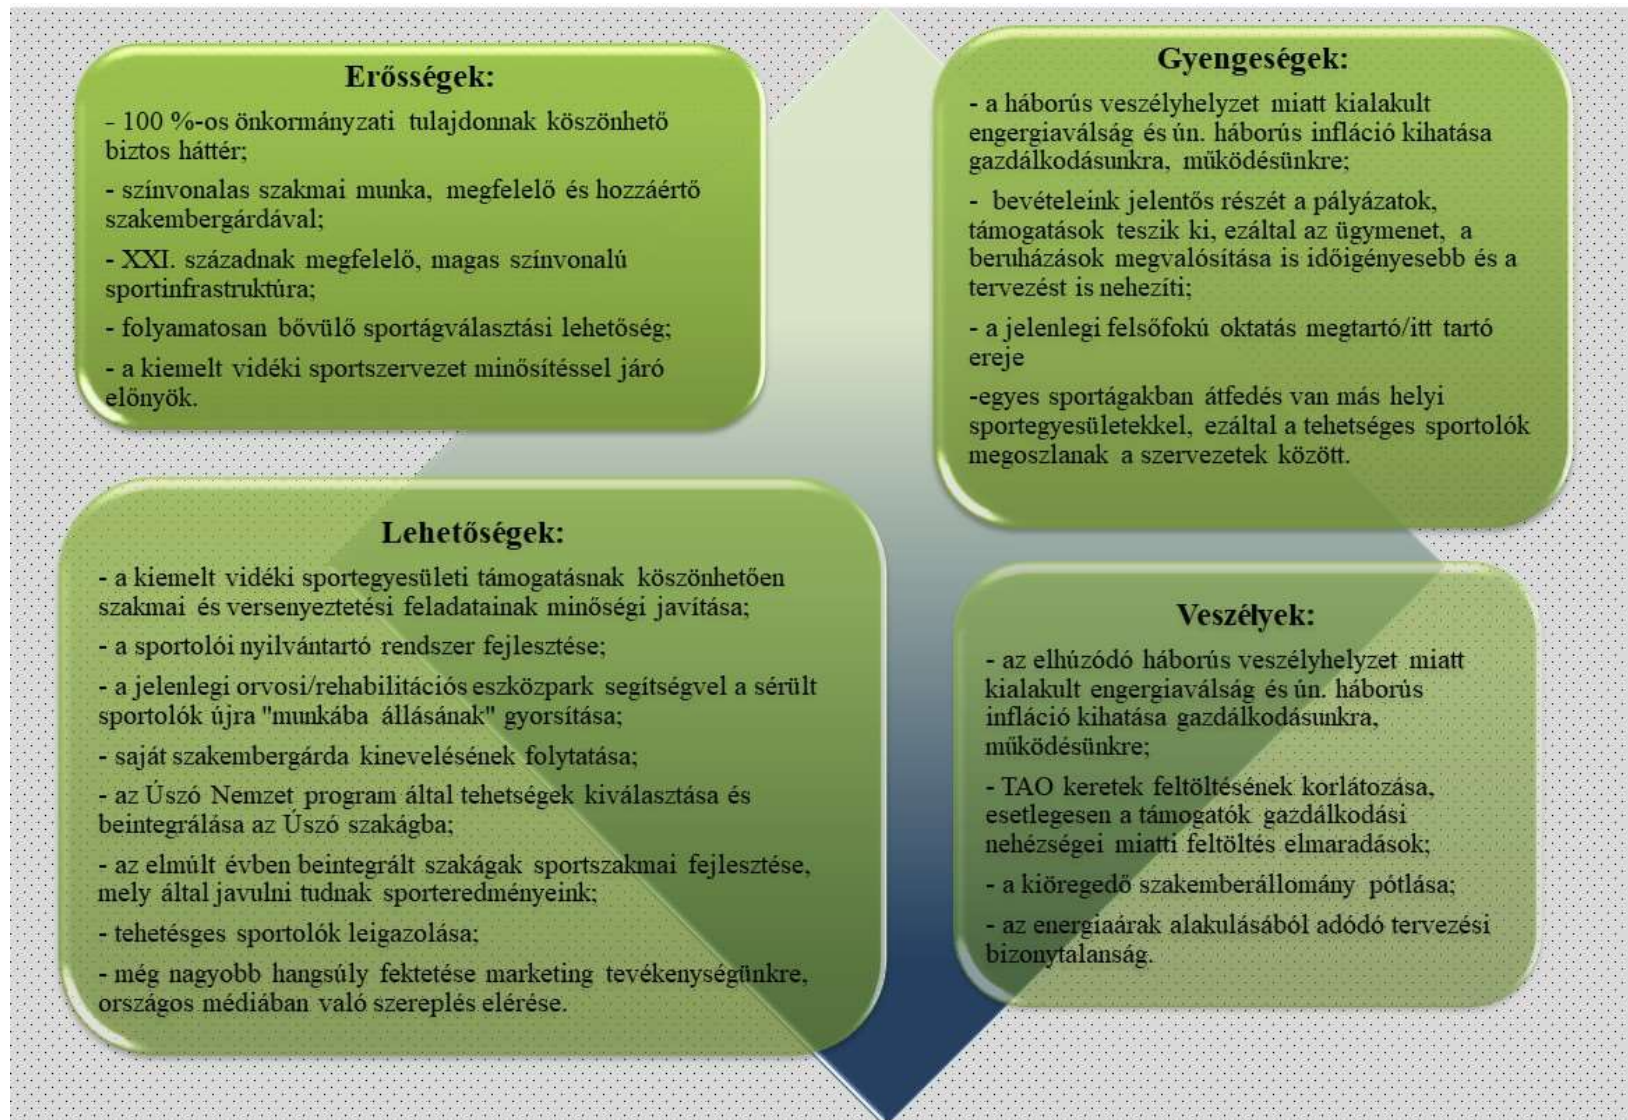 Erősségek:
- 100 %-os önkormányzati tulajdonnak köszönhető
biztos háttér;
- színvonalas szakmai munka, megfelelő és hozzáértő
szakembergárdával;
- XXI. századnak megfelelő, magas színvonalú
sportinfrastruktúra;
- folyamatosan bővülő sportágválasztási lehetőség;
- a kiemelt vidéki sportszervezet minősítéssel járó
előnyök.
Gyengeségek:
- a háborús veszélyhelyzet miatt kialakult
engergiaválság és ún. háborús infláció kihatása
gazdálkodásunkra, működésünkre;
- bevételeink jelentős részét a pályázatok,
támogatások teszik ki, ezáltal az ügymenet, a
beruházások megvalósítása is időigényesebb és a
tervezést is nehezíti;
- a jelenlegi felsőfokú oktatás megtartó/itt tartó
ereje
-egyes sportágakban átfedés van más helyi
sportegyesületekkel, ezáltal a tehetséges sportolók
megoszlanak a szervezetek között.
Lehetőségek:
- a kiemelt vidéki sportegyesületi támogatásnak köszönhetően
szakmai és versenyeztetési feladatainak minőségi javítása;
- a sportolói nyilvántartó rendszer fejlesztése;
- a jelenlegi orvosi/rehabilitációs eszközpark segítségvel a sérült
sportolók újra "munkába állásának" gyorsítása;
- saját szakembergárda kinevelésének folytatása;
- az Úszó Nemzet program által tehetségek kiválasztása és
beintegrálása az Úszó szakágba;
- az elmúlt évben beintegrált szakágak sportszakmai fejlesztése,
mely által javulni tudnak sporteredményeink;
- tehetésges sportolók leigazolása;
- még nagyobb hangsúly fektetése marketing tevékenységünkre,
országos médiában való szereplés elérése.
Veszélyek:
- az elhúzódó háborús veszélyhelyzet miatt
kialakult engergiaválság és ún. háborús
infláció kihatása gazdálkodásunkra,
működésünkre;
- TAO keretek feltöltésének korlátozása,
esetlegesen a támogatók gazdálkodási
nehézségei miatti feltöltés elmaradások;
- a kiöregedő szakemberállomány pótlása;
- az energiaárak alakulásából adódó tervezési
bizonytalanság.